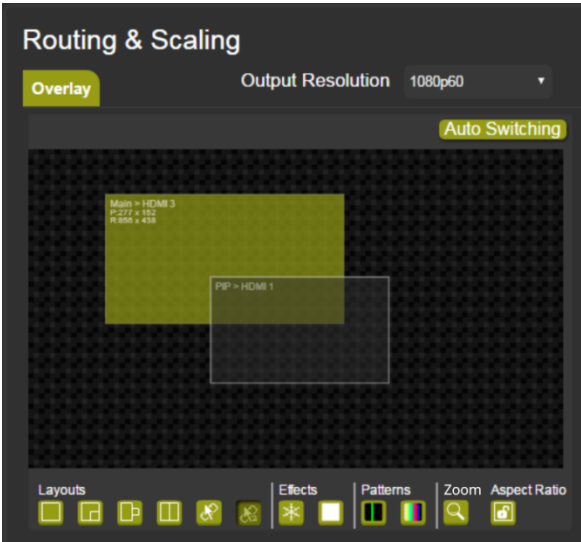 Routing & Scaling
Overlay
Output Resolution 1080p60
Auto Switching
Main > HDMI 3
P:277 x 152
R:855 x 438
PIP > HDMI 1
Layouts Effects Patterns Zoom Aspect Ratio